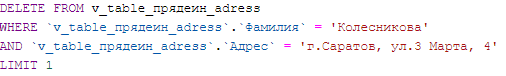 DELETE FROM v_table_прядеин_adress
WHERE `v_table_прядеин_adress`.`Фамилия` = 'Колесникова'
AND `v_table_прядеин_adress`.`Адрес` = 'г.Саратов, ул.3 Марта, 4'
LIMIT 1